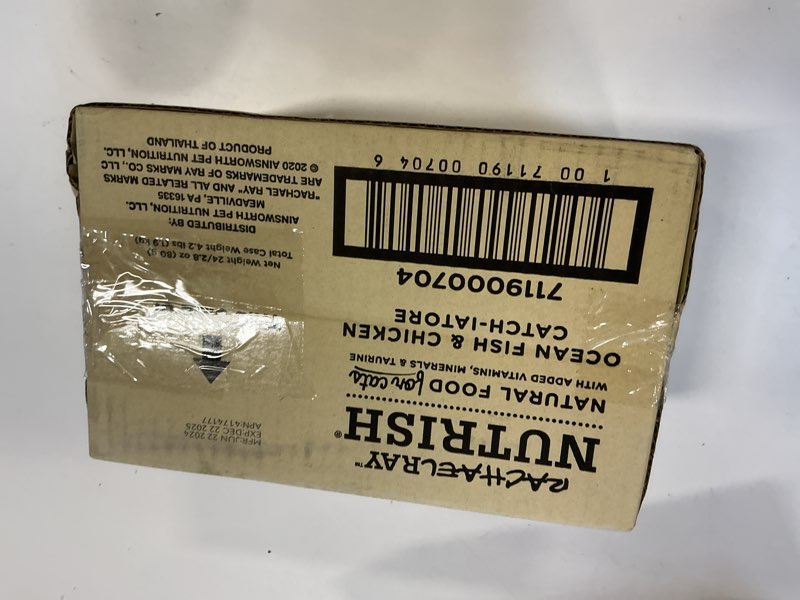 RACHAELRAY™
NUTRISH®
NATURAL FOOD for cats
WITH ADDED VITAMINS, MINERALS & TAURINE
OCEAN FISH & CHICKEN
CATCH-IATORE
7119000704
1 00 71190 00704 6
MFR:JUN 22 2024
EXP:DEC 22 2025
APN:4174177
Net Weight 24/2.8 oz (80 g)
Total Case Weight 4.2 lbs (1.9 kg)
DISTRIBUTED BY:
AINSWORTH PET NUTRITION, LLC.
MEADVILLE, PA 16335
"RACHAEL RAY" AND ALL RELATED MARKS
ARE TRADEMARKS OF RAY MARKS CO., LLC
© 2020 AINSWORTH PET NUTRITION, LLC.
PRODUCT OF THAILAND